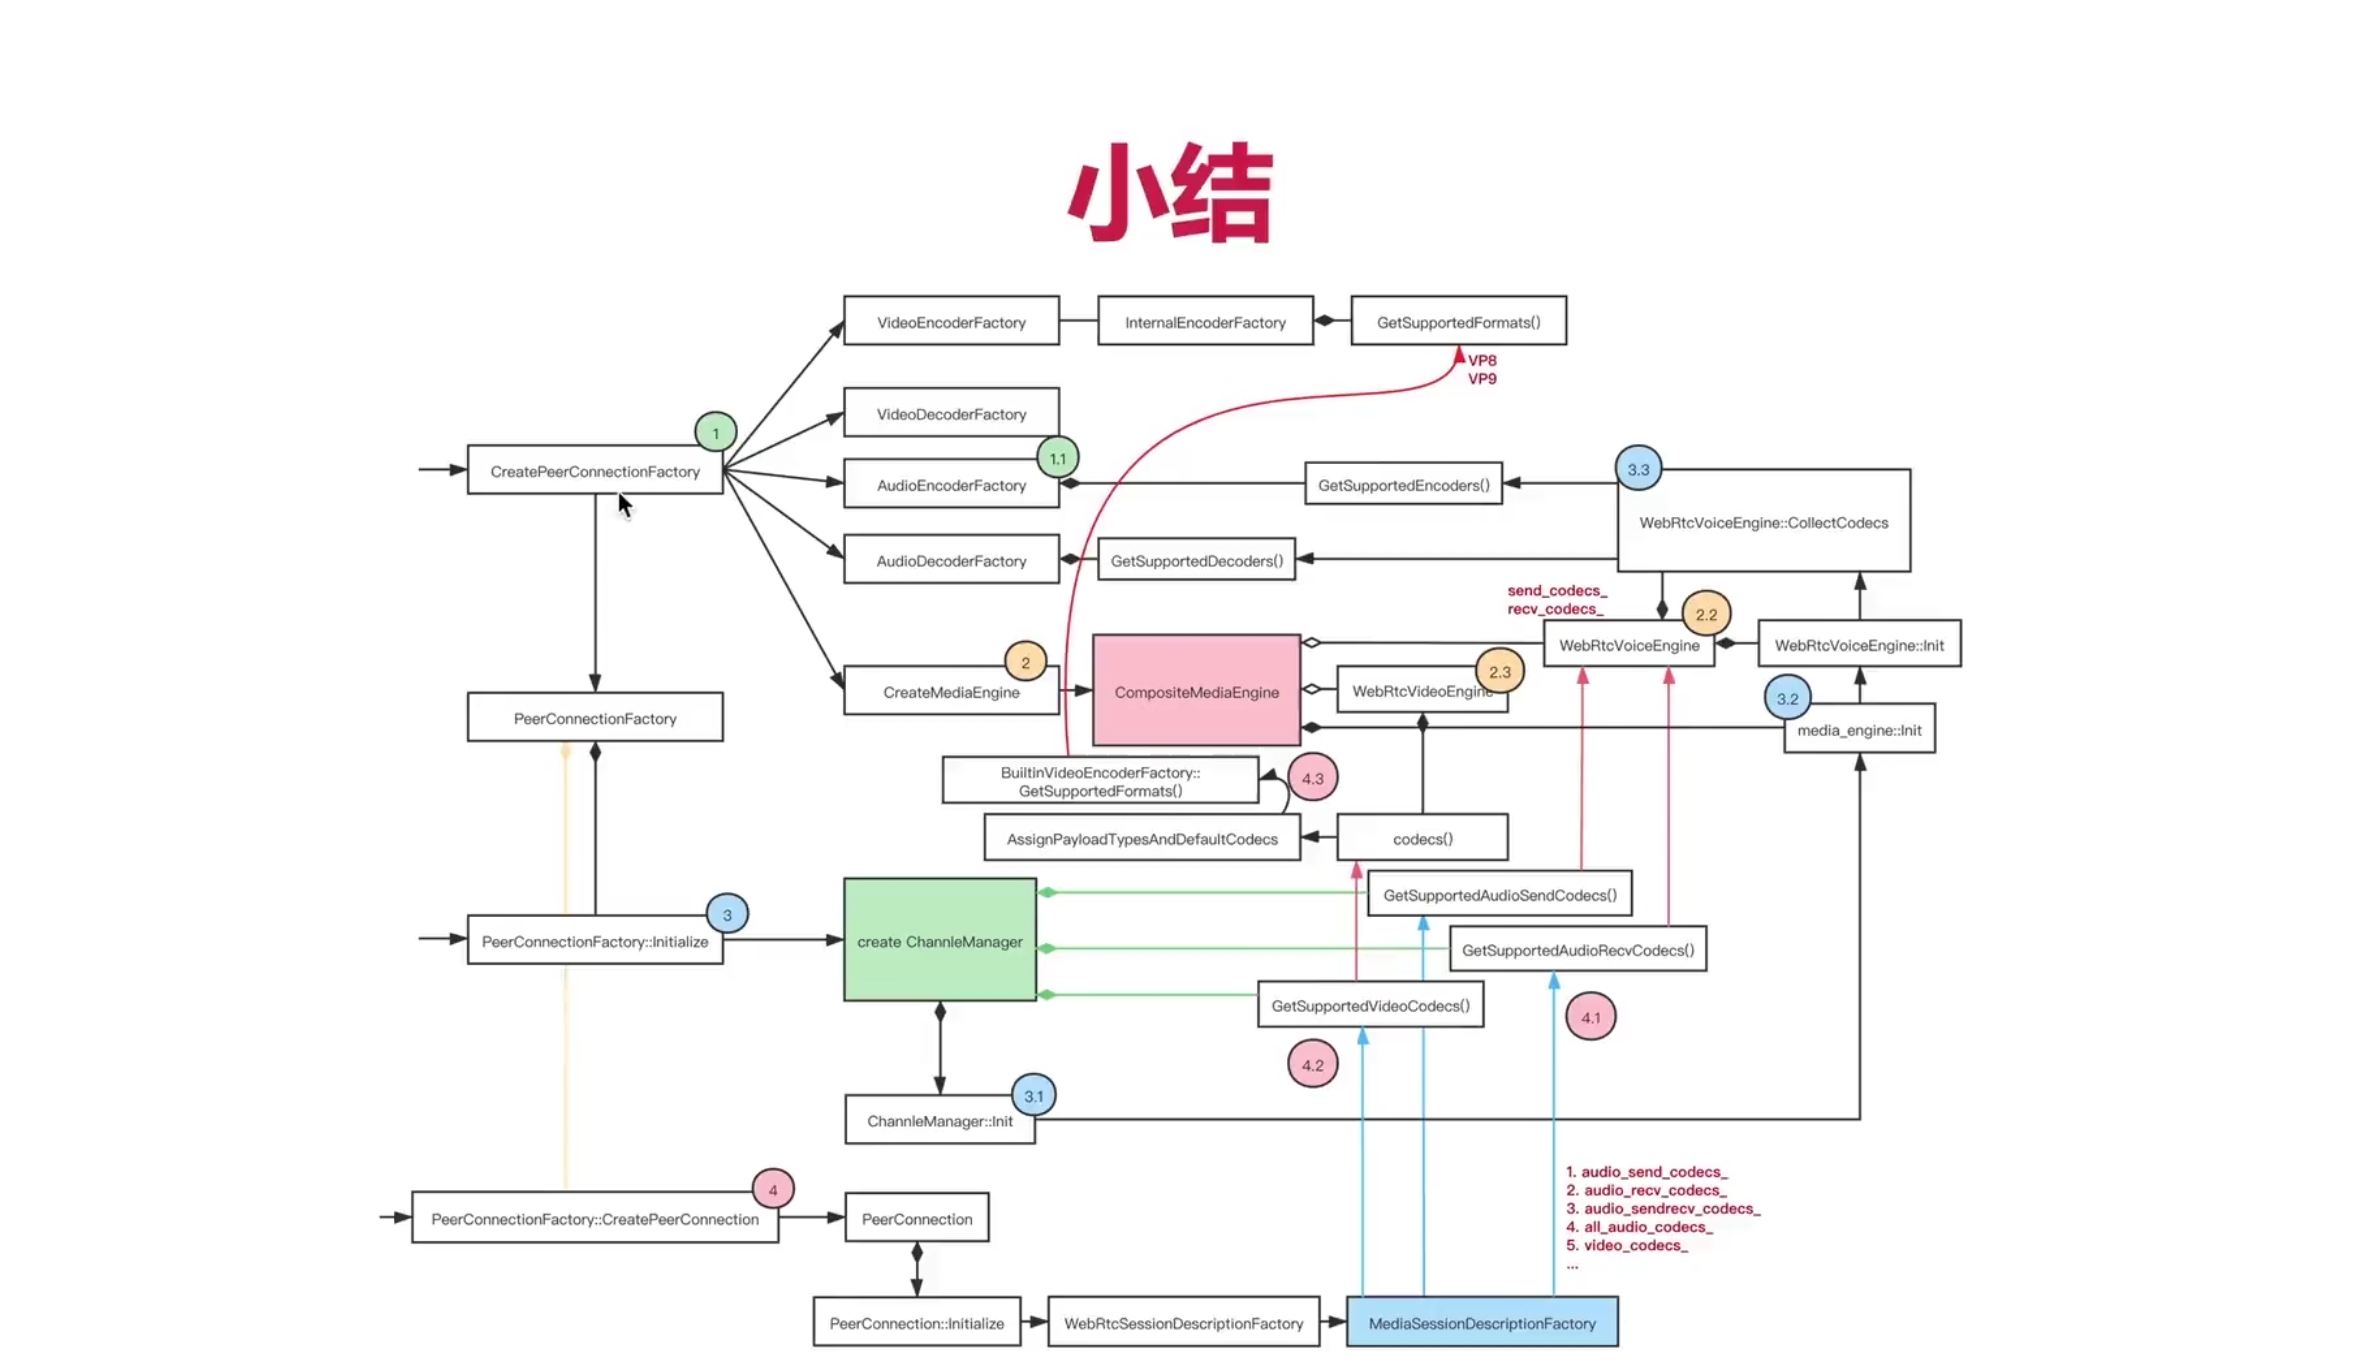 小结
VideoEncoderFactory
InternalEncoderFactory
GetSupportedFormats()
VP8
VP9
VideoDecoderFactory
1
CreatePeerConnectionFactory
1.1
AudioEncoderFactory
GetSupportedEncoders()
3.3
WebRtcVoiceEngine::CollectCodecs
AudioDecoderFactory
GetSupportedDecoders()
send_codecs_
recv_codecs_
2.2
WebRtcVoiceEngine
WebRtcVoiceEngine::Init
2
CreateMediaEngine
CompositeMediaEngine
2.3
WebRtcVideoEngine
3.2
media_engine::Init
PeerConnectionFactory
BuiltinVideoEncoderFactory::
GetSupportedFormats()
4.3
AssignPayloadTypesAndDefaultCodecs
codecs()
GetSupportedAudioSendCodecs()
3
PeerConnectionFactory::Initialize
create ChannleManager
GetSupportedAudioRecvCodecs()
GetSupportedVideoCodecs()
4.1
4.2
3.1
ChannleManager::Init
4
PeerConnectionFactory::CreatePeerConnection
PeerConnection
1. audio_send_codecs_
2. audio_recv_codecs_
3. audio_sendrecv_codecs_
4. all_audio_codecs_
5. video_codecs_
...
PeerConnection::Initialize
WebRtcSessionDescriptionFactory
MediaSessionDescriptionFactory